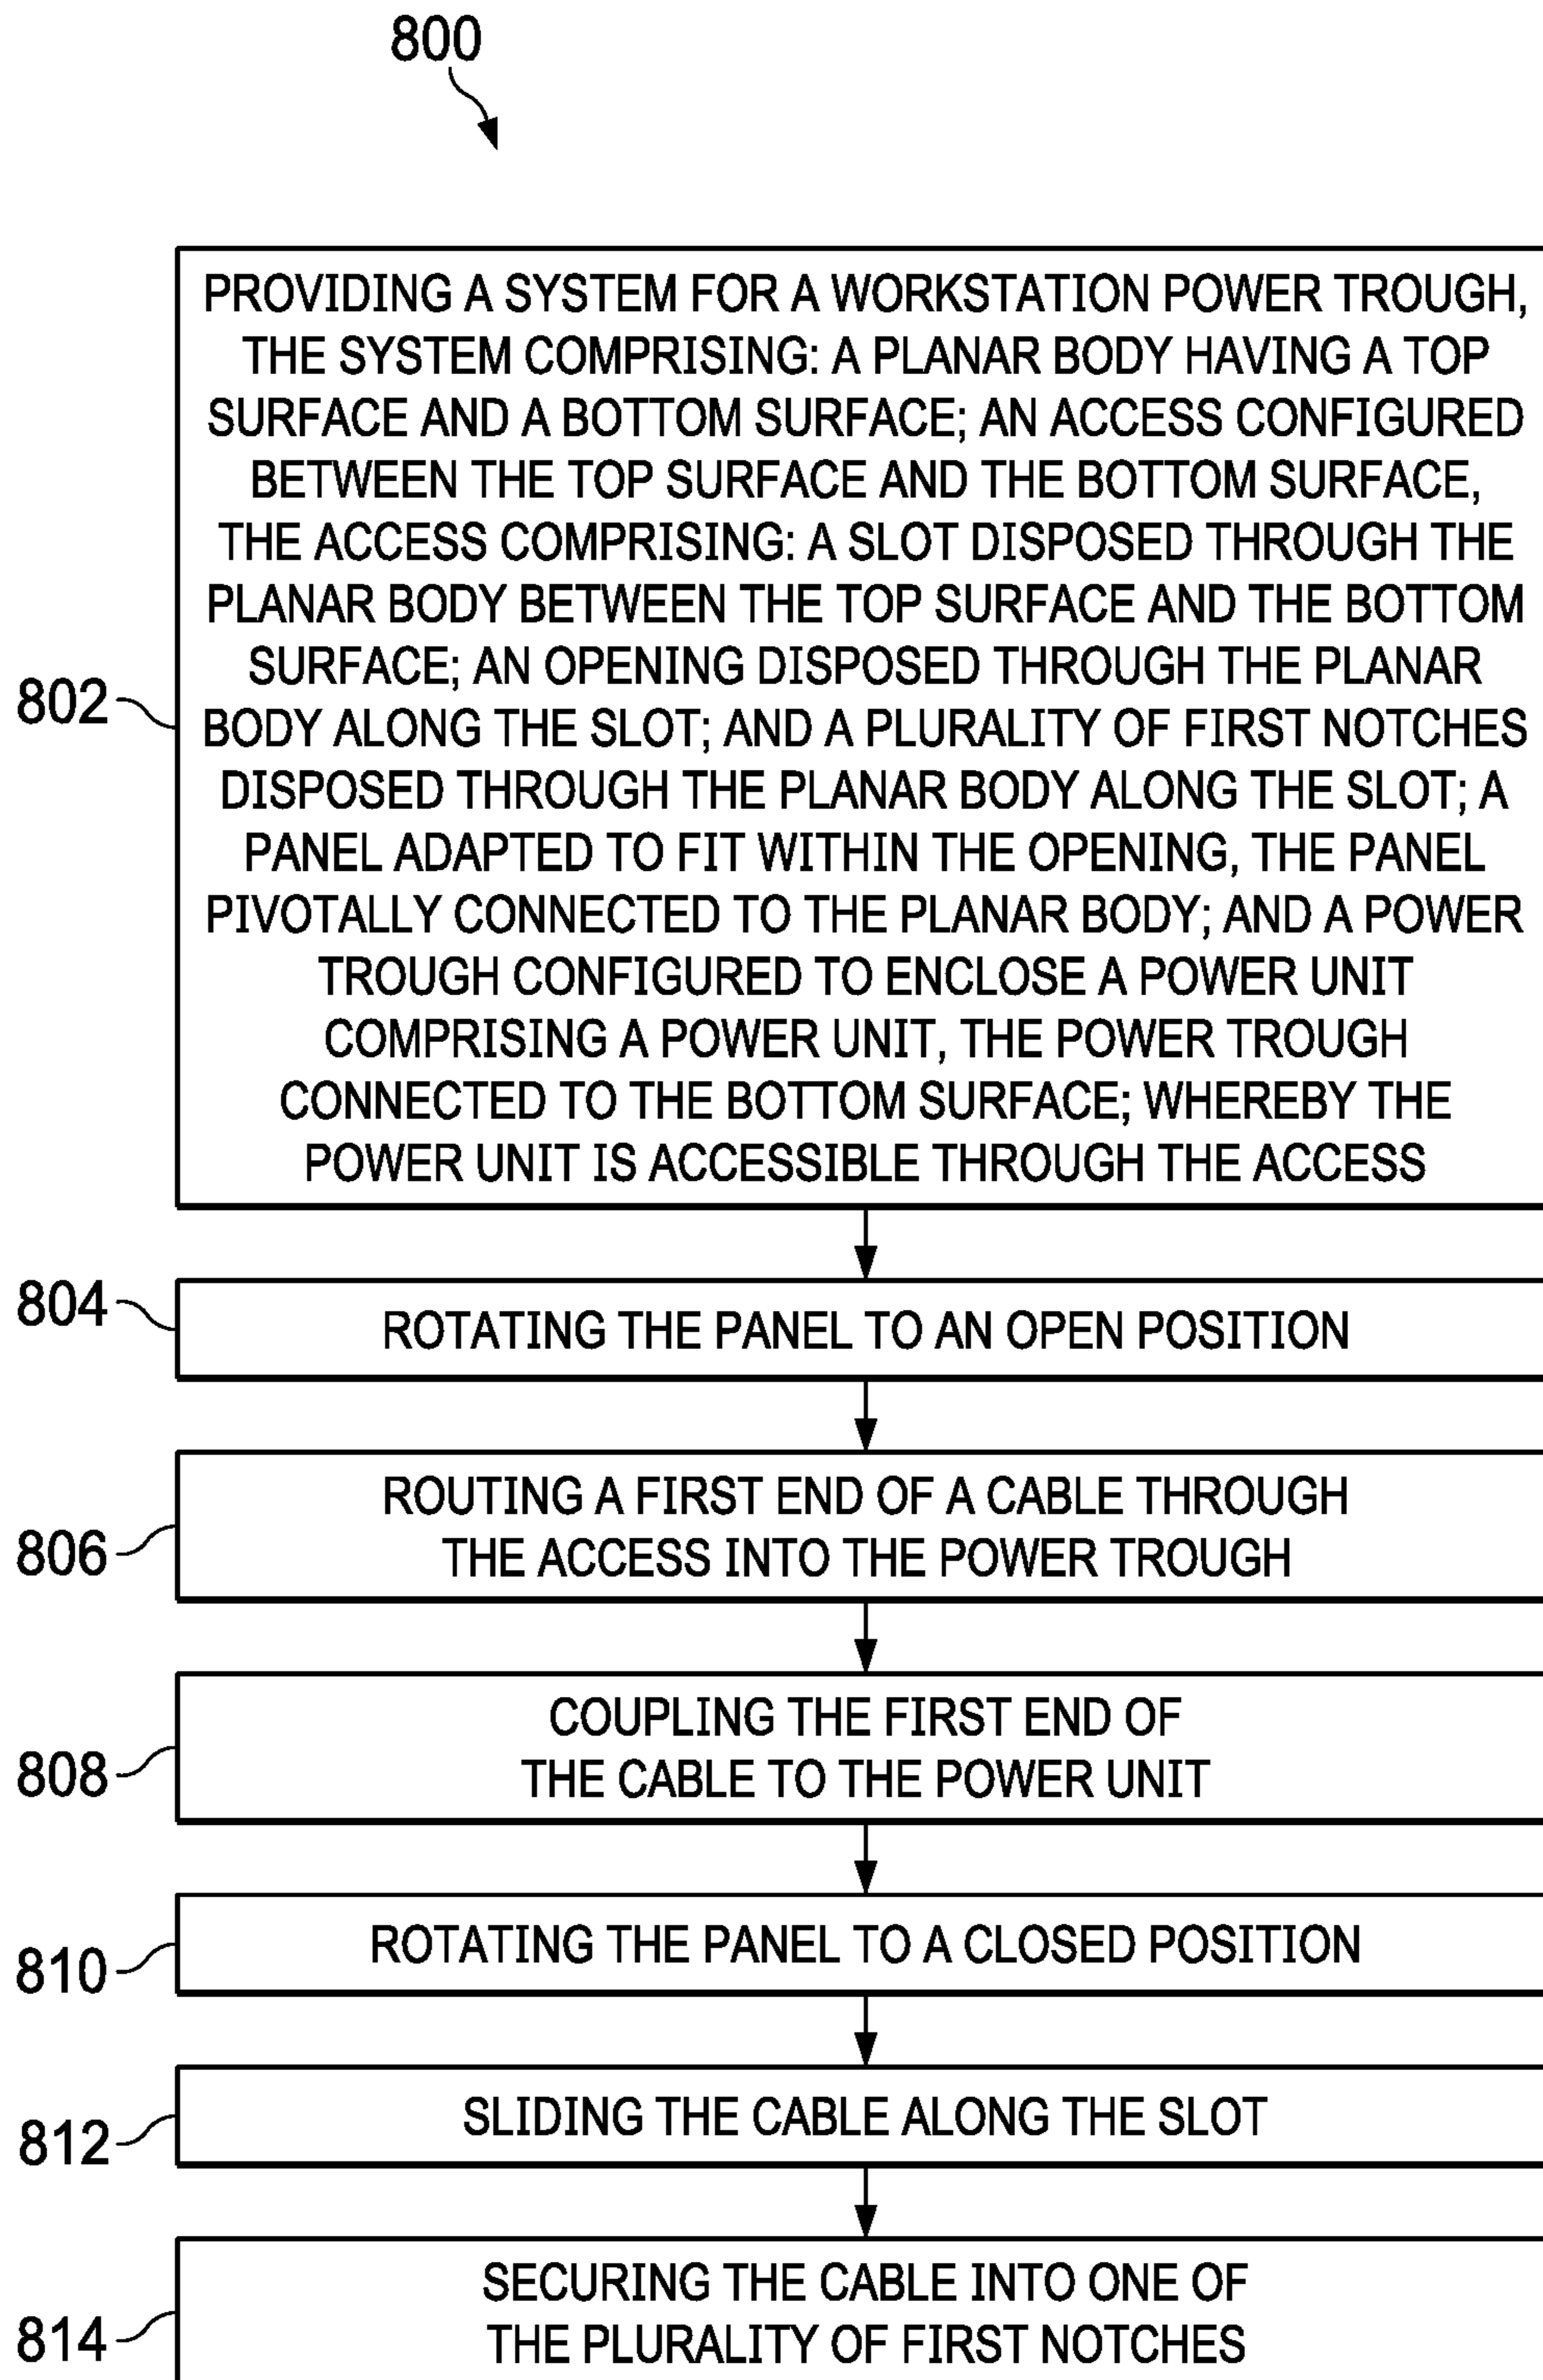 800
802
PROVIDING A SYSTEM FOR A WORKSTATION POWER TROUGH,
THE SYSTEM COMPRISING: A PLANAR BODY HAVING A TOP
SURFACE AND A BOTTOM SURFACE; AN ACCESS CONFIGURED
BETWEEN THE TOP SURFACE AND THE BOTTOM SURFACE,
THE ACCESS COMPRISING: A SLOT DISPOSED THROUGH THE
PLANAR BODY BETWEEN THE TOP SURFACE AND THE BOTTOM
SURFACE; AN OPENING DISPOSED THROUGH THE PLANAR
BODY ALONG THE SLOT; AND A PLURALITY OF FIRST NOTCHES
DISPOSED THROUGH THE PLANAR BODY ALONG THE SLOT; A
PANEL ADAPTED TO FIT WITHIN THE OPENING, THE PANEL
PIVOTALLY CONNECTED TO THE PLANAR BODY; AND A POWER
TROUGH CONFIGURED TO ENCLOSE A POWER UNIT
COMPRISING A POWER UNIT, THE POWER TROUGH
CONNECTED TO THE BOTTOM SURFACE; WHEREBY THE
POWER UNIT IS ACCESSIBLE THROUGH THE ACCESS
804
ROTATING THE PANEL TO AN OPEN POSITION
806
ROUTING A FIRST END OF A CABLE THROUGH
THE ACCESS INTO THE POWER TROUGH
808
COUPLING THE FIRST END OF
THE CABLE TO THE POWER UNIT
810
ROTATING THE PANEL TO A CLOSED POSITION
812
SLIDING THE CABLE ALONG THE SLOT
814
SECURING THE CABLE INTO ONE OF
THE PLURALITY OF FIRST NOTCHES